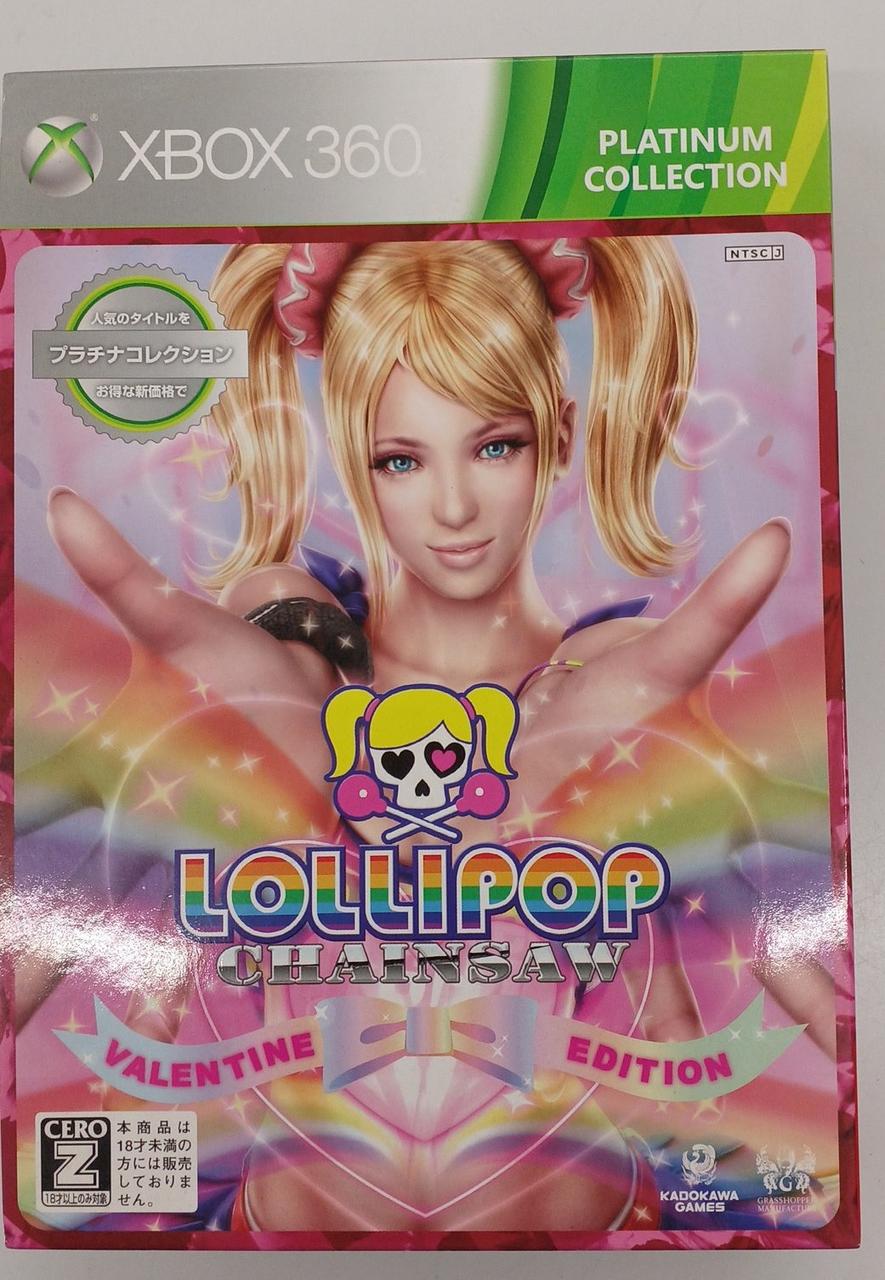 XBOX 360
PLATINUM
COLLECTION
NTSC J
人気のタイトルを
プラチナコレクション
お得な新価格で
LOLLIPOP
CHAINSAW
VALENTINE EDITION
CERO
Z
18才以上のみ対象
本商品は
18才未満の
方には販売
しておりま
せん。
KADOKAWA
GAMES
G
GRASSHOPPER
MANUFACTURE